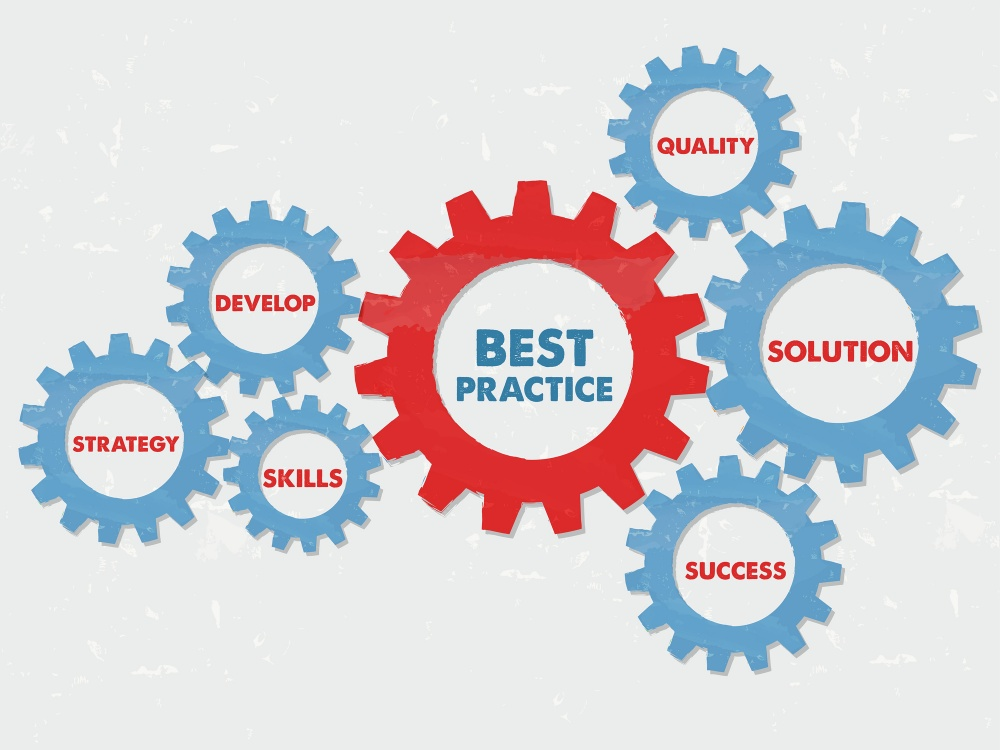 QUALITY
DEVELOP
BEST
PRACTICE
SOLUTION
STRATEGY
SKILLS
SUCCESS